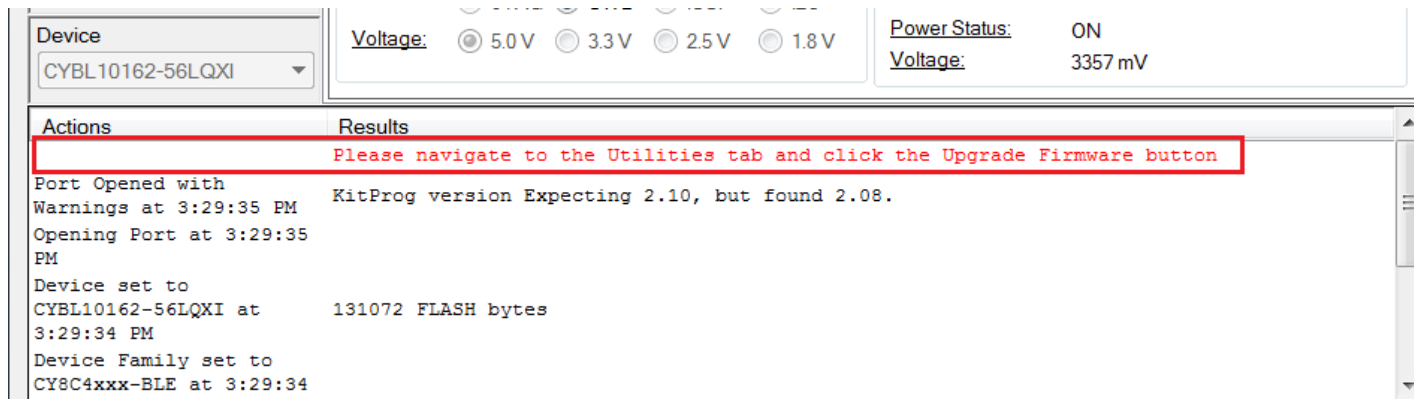 Device
CYBL10162-56LQXI
Voltage: 5.0 V 3.3 V 2.5 V 1.8 V
Power Status: ON
Voltage: 3357 mV
Actions Results
Please navigate to the Utilities tab and click the Upgrade Firmware button
Port Opened with
Warnings at 3:29:35 PM
KitProg version Expecting 2.10, but found 2.08.
Opening Port at 3:29:35
PM
Device set to
CYBL10162-56LQXI at
3:29:34 PM
131072 FLASH bytes
Device Family set to
CY8C4xxx-BLE at 3:29:34